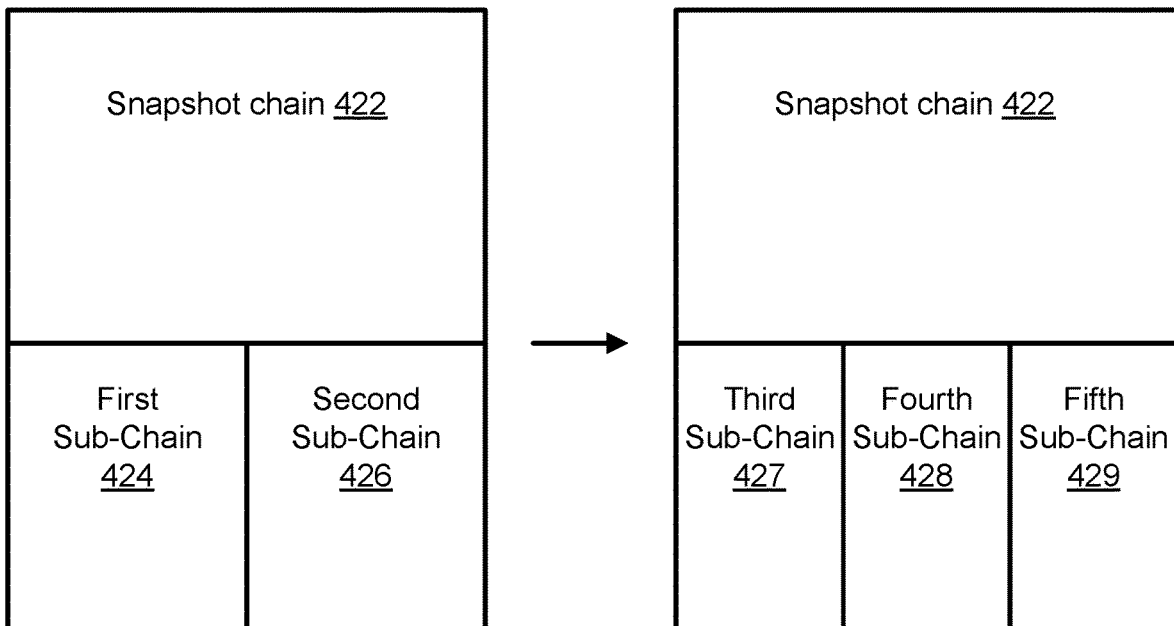 Snapshot chain 422
First
Sub-Chain
424
Second
Sub-Chain
426
Snapshot chain 422
Third
Sub-Chain
427
Fourth
Sub-Chain
428
Fifth
Sub-Chain
429